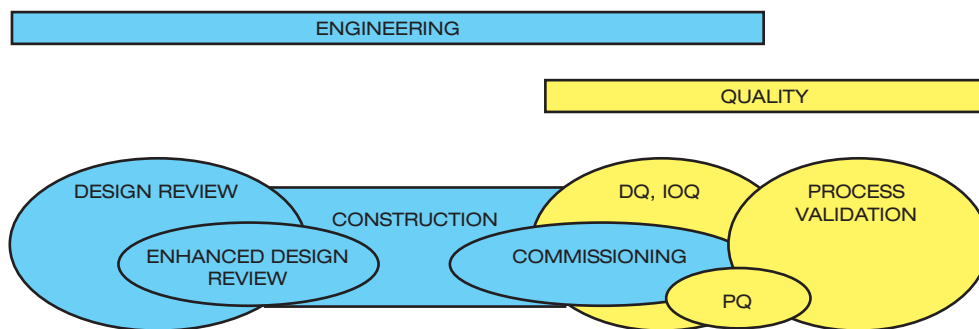 ENGINEERING
QUALITY
DESIGN REVIEW
CONSTRUCTION
DQ, IOQ
PROCESS
VALIDATION
ENHANCED DESIGN
REVIEW
COMMISSIONING
PQ